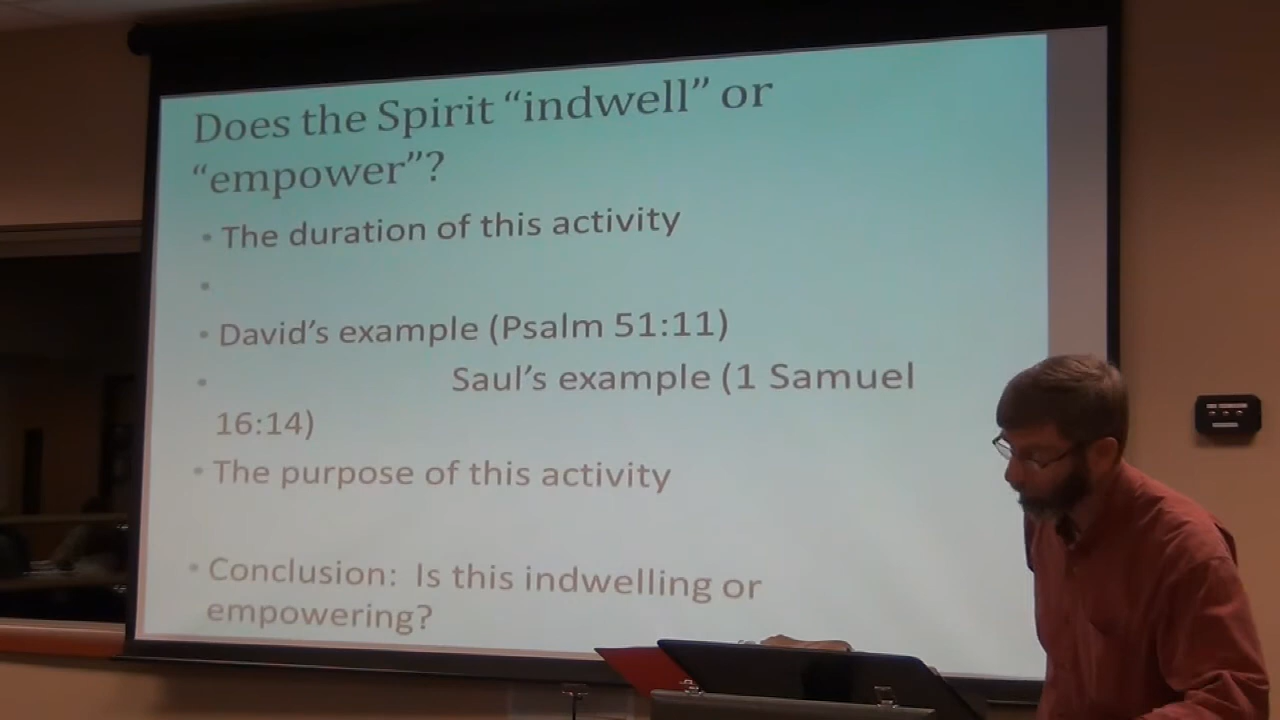 Does the Spirit “indwell” or
“empower”?
• The duration of this activity
•
• David’s example (Psalm 51:11)
• Saul’s example (1 Samuel
16:14)
• The purpose of this activity
• Conclusion: Is this indwelling or
empowering?